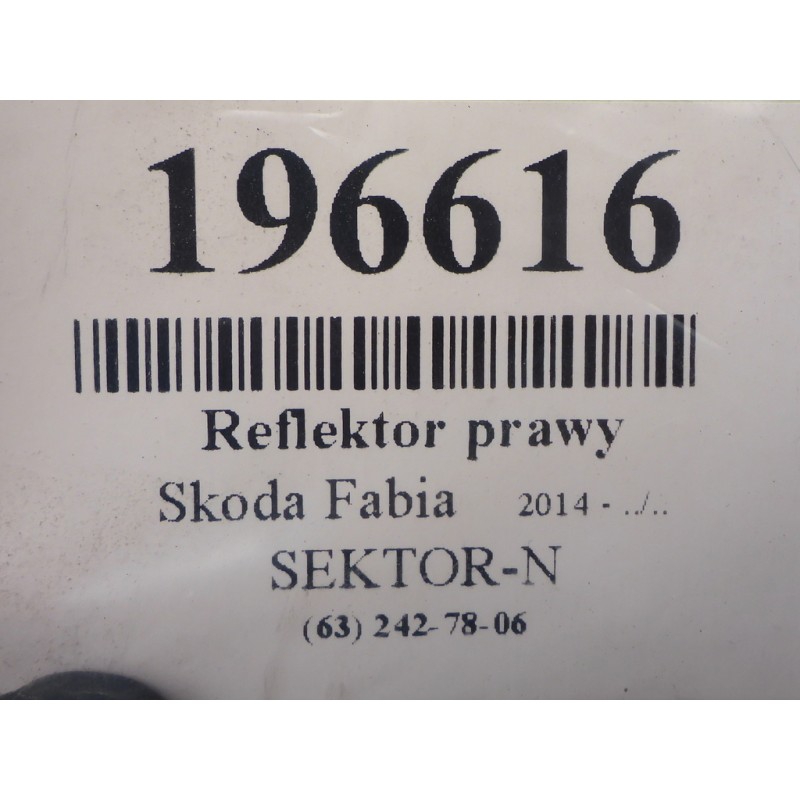 196616
Reflektor prawy
Skoda Fabia 2014 - ../..
SEKTOR-N
(63) 242-78-06